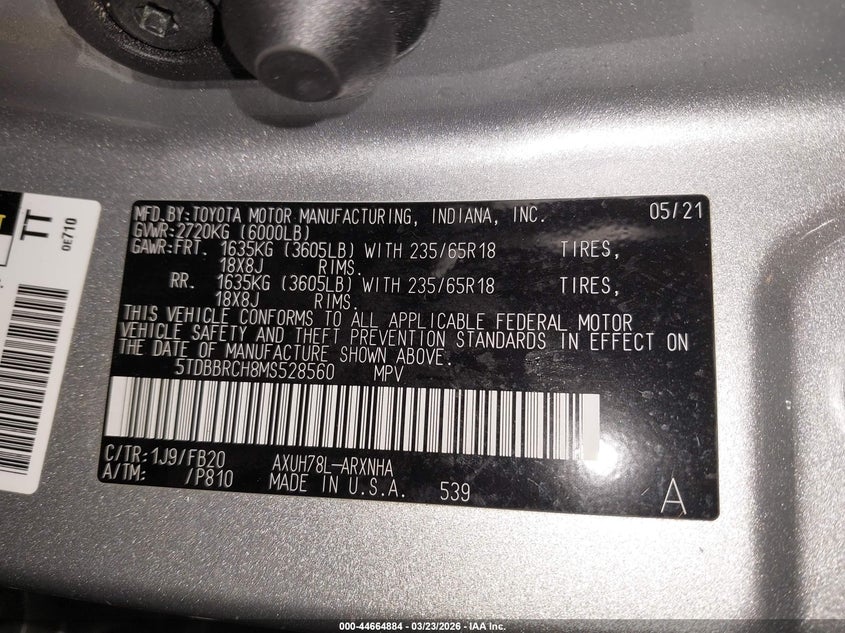 MFD.BY:TOYOTA MOTOR MANUFACTURING, INDIANA, INC. 05/21
GVWR:2720KG (6000LB)
GAWR:FRT. 1635KG (3605LB) WITH 235/65R18 TIRES,
18X8J RIMS.
RR. 1635KG (3605LB) WITH 235/65R18 TIRES,
18X8J RIMS.
THIS VEHICLE CONFORMS TO ALL APPLICABLE FEDERAL MOTOR
VEHICLE SAFETY AND THEFT PREVENTION STANDARDS IN EFFECT ON
THE DATE OF MANUFACTURE SHOWN ABOVE.
5TDBBRCH8MS528560 MPV
C/TR:1J9/FB20 AXUH78L-ARXNHA
A/TM: /P810 MADE IN U.S.A. 539 A
TT
0E710
000-44664884 - 03/23/2026 - IAA Inc.